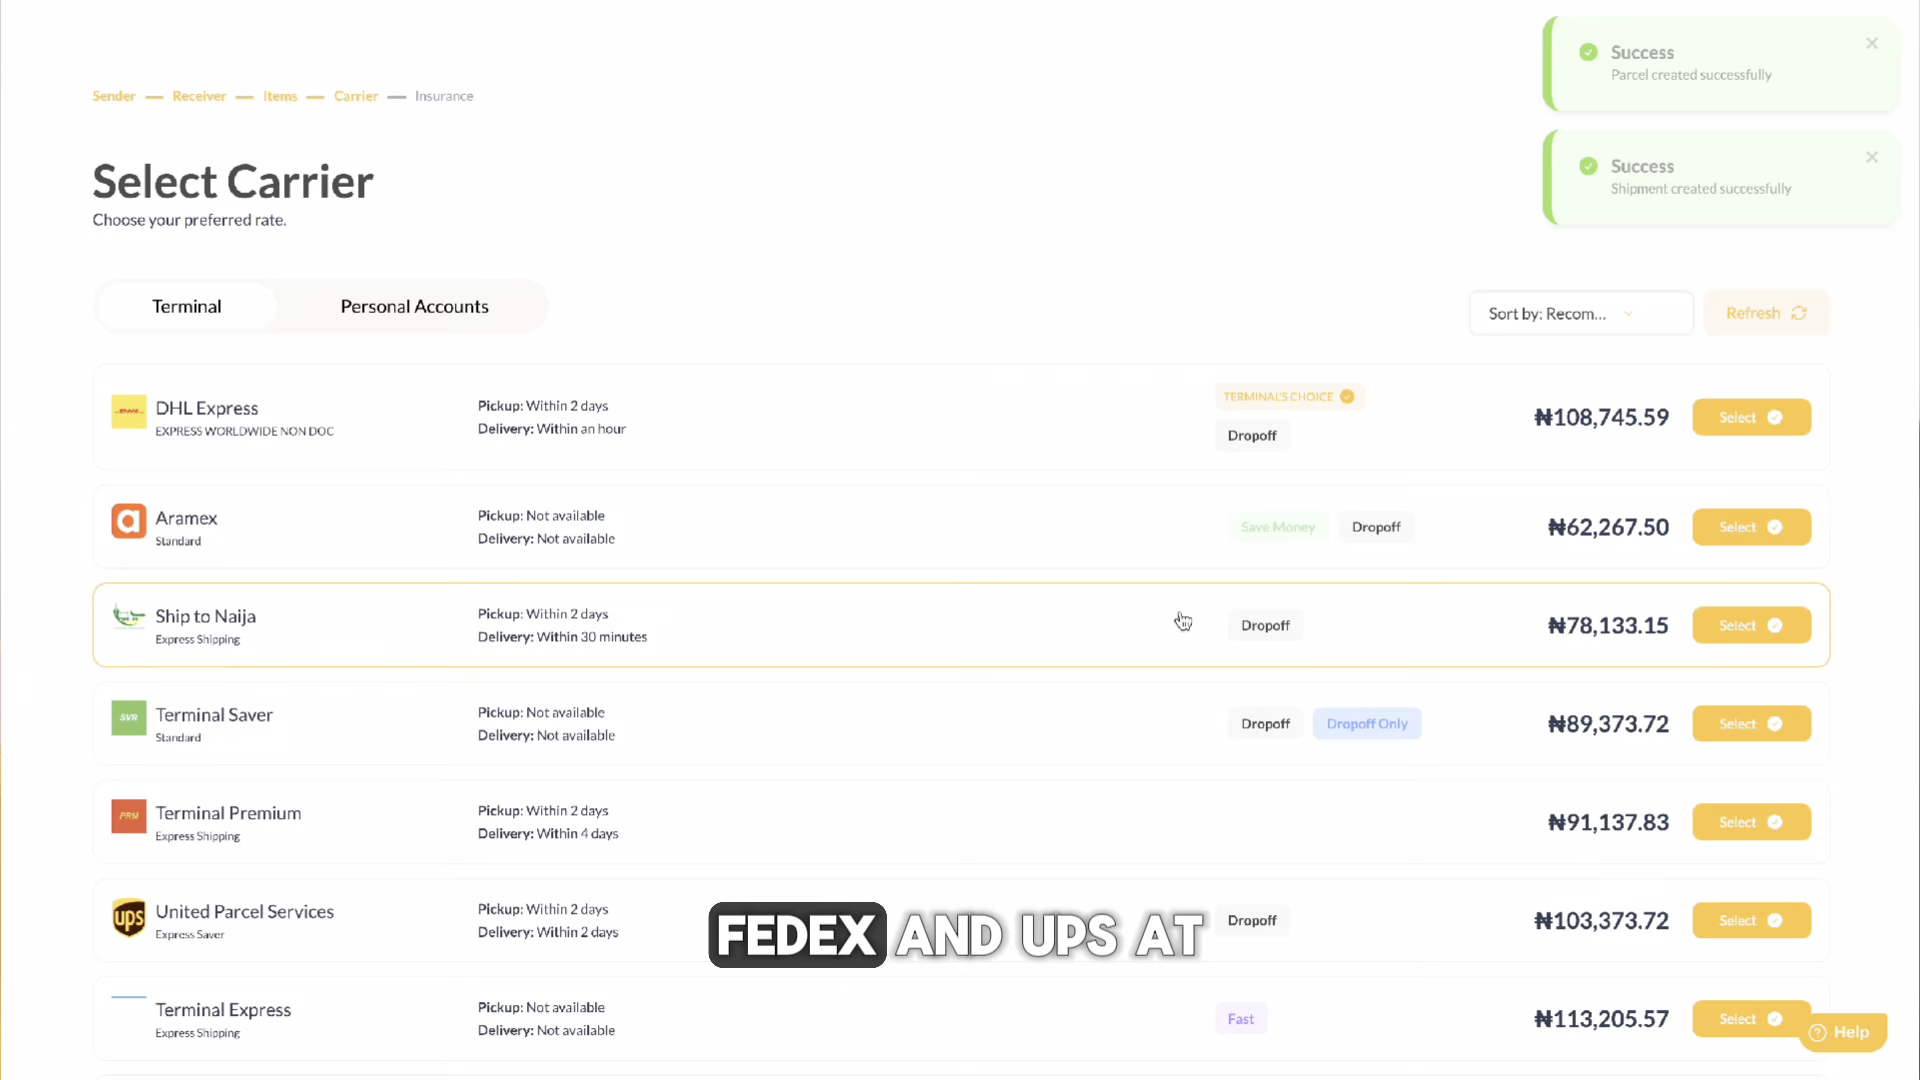 Success
Parcel created successfully
Sender — Receiver — Items — Carrier — Insurance
Success
Shipment created successfully
Select Carrier
Choose your preferred rate.
Terminal Personal Accounts
Sort by: Recom... Refresh
DHL Express
EXPRESS WORLDWIDE NON DOC
Pickup: Within 2 days
Delivery: Within an hour
TERMINAL'S CHOICE
Dropoff
₦108,745.59
Select
Aramex
Standard
Pickup: Not available
Delivery: Not available
Save Money Dropoff
₦62,267.50
Select
Ship to Naija
Express Shipping
Pickup: Within 2 days
Delivery: Within 30 minutes
Dropoff
₦78,133.15
Select
SVR
Terminal Saver
Standard
Pickup: Not available
Delivery: Not available
Dropoff Dropoff Only
₦89,373.72
Select
PRM
Terminal Premium
Express Shipping
Pickup: Within 2 days
Delivery: Within 4 days
₦91,137.83
Select
ups
United Parcel Services
Express Saver
Pickup: Within 2 days
Delivery: Within 2 days
Dropoff
₦103,373.72
Select
FEDEX AND UPS AT
Terminal Express
Express Shipping
Pickup: Not available
Delivery: Not available
Fast
₦113,205.57
Select
Help